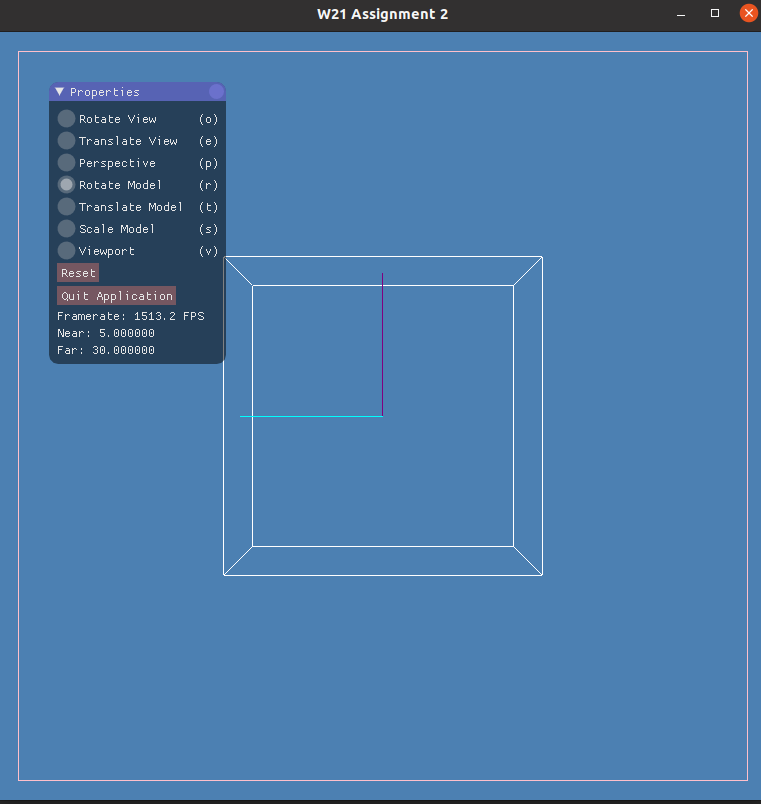 W21 Assignment 2
Properties
Rotate View (o)
Translate View (e)
Perspective (p)
Rotate Model (r)
Translate Model (t)
Scale Model (s)
Viewport (v)
Reset
Quit Application
Framerate: 1513.2 FPS
Near: 5.000000
Far: 30.000000